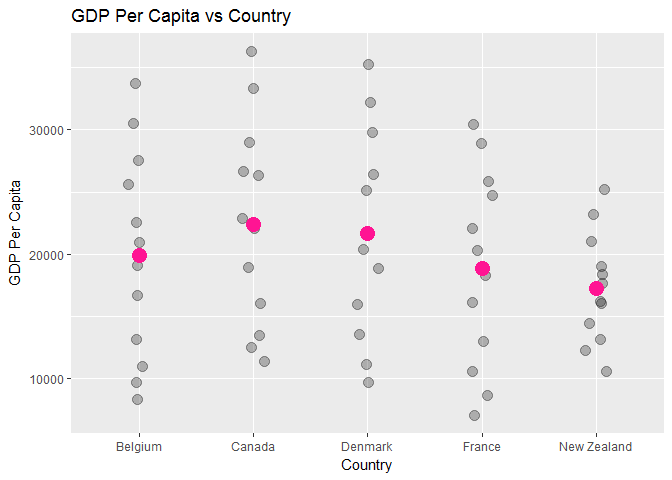 GDP Per Capita vs Country
GDP Per Capita
30000
20000
10000
Belgium Canada Denmark France New Zealand
Country